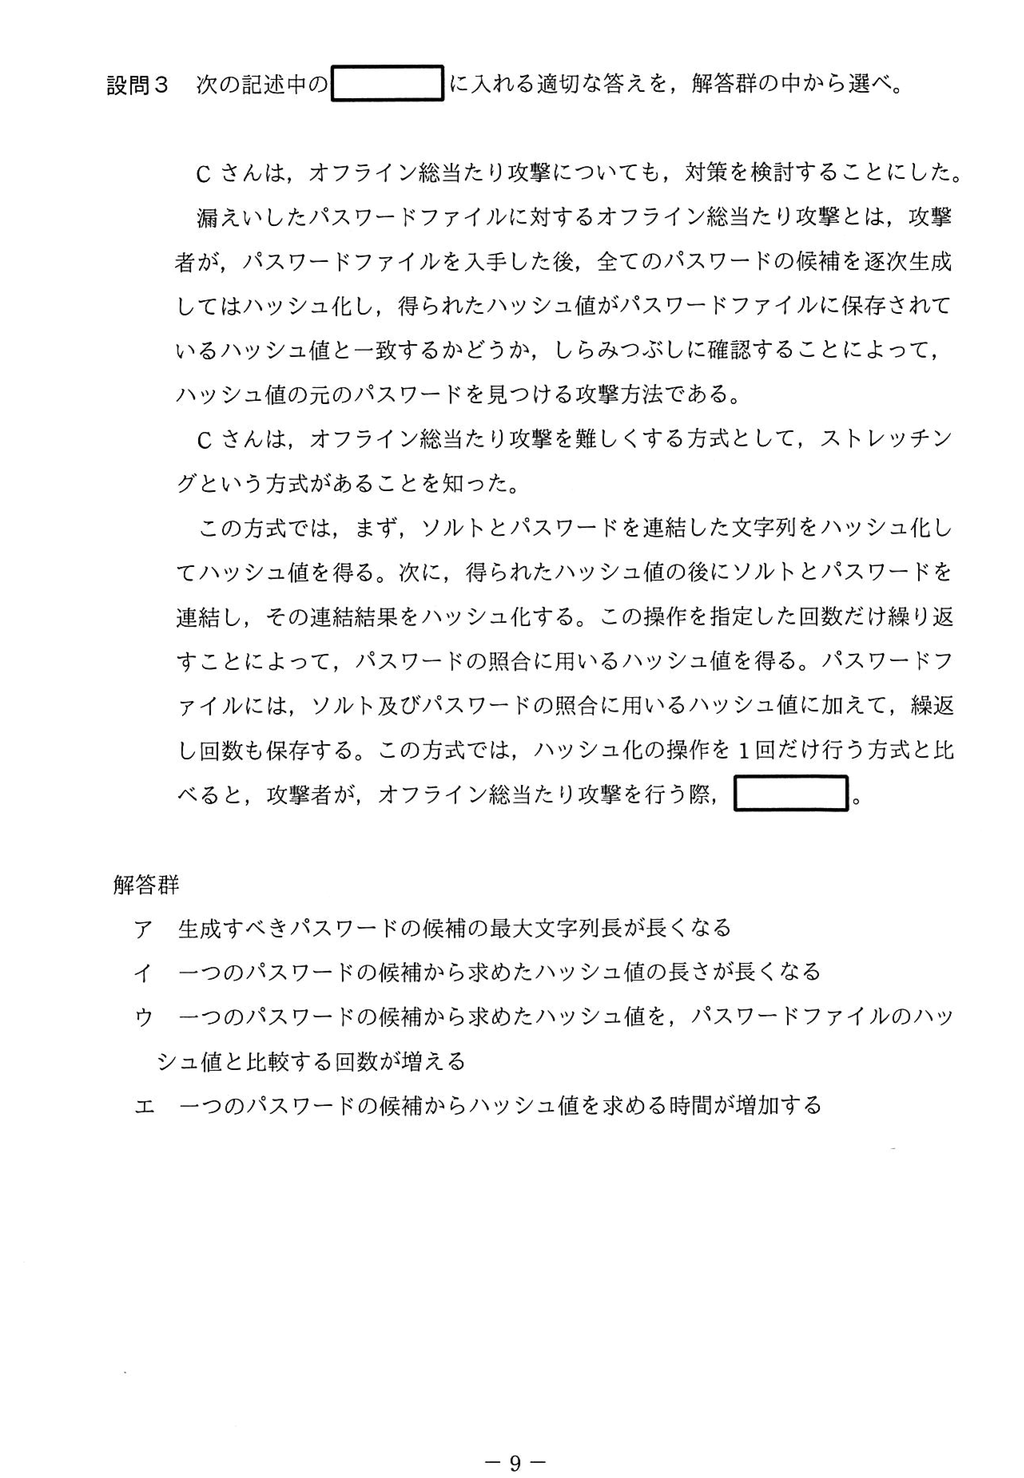 設問3 次の記述中の に入れる適切な答えを，解答群の中から選べ。
C さんは，オフライン総当たり攻撃についても，対策を検討することにした。
漏えいしたパスワードファイルに対するオフライン総当たり攻撃とは，攻撃
者が，パスワードファイルを入手した後，全てのパスワードの候補を逐次生成
してはハッシュ化し，得られたハッシュ値がパスワードファイルに保存されて
いるハッシュ値と一致するかどうか，しらみつぶしに確認することによって，
ハッシュ値の元のパスワードを見つける攻撃方法である。
C さんは，オフライン総当たり攻撃を難しくする方式として，ストレッチン
グという方式があることを知った。
この方式では，まず，ソルトとパスワードを連結した文字列をハッシュ化し
てハッシュ値を得る。次に，得られたハッシュ値の後にソルトとパスワードを
連結し，その連結結果をハッシュ化する。この操作を指定した回数だけ繰り返
すことによって，パスワードの照合に用いるハッシュ値を得る。パスワードフ
ァイルには，ソルト及びパスワードの照合に用いるハッシュ値に加えて，繰返
し回数も保存する。この方式では，ハッシュ化の操作を 1 回だけ行う方式と比
べると，攻撃者が，オフライン総当たり攻撃を行う際， 。
解答群
ア 生成すべきパスワードの候補の最大文字列長が長くなる
イ 一つのパスワードの候補から求めたハッシュ値の長さが長くなる
ウ 一つのパスワードの候補から求めたハッシュ値を，パスワードファイルのハッ
シュ値と比較する回数が増える
エ 一つのパスワードの候補からハッシュ値を求める時間が増加する
－ 9 －